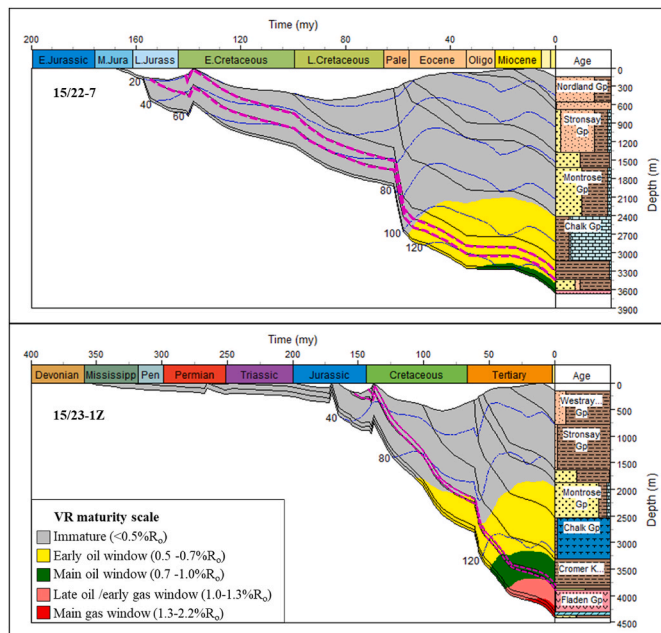 Time (my)
200 160 120 80 40 0
E.Jurassic M.Jura L.Jurass E.Cretaceous L.Cretaceous Pale Eocene Oligo Miocene Age
15/22-7
20
40
60
80
100
120
Nordland Gp
Stronsay
Gp
Montrose
Gp
Chalk Gp
0
300
600
900
1200
1500
1800
2100
2400
2700
3000
3300
3600
3900
Depth (m)
Time (my)
400 350 300 250 200 150 100 50 0
Devonian Mississipp Pen Permian Triassic Jurassic Cretaceous Tertiary Age
15/23-1Z
40
80
120
Westray...
Gp
Stronsay
Gp
Montrose
Gp
Chalk Gp
Cromer K...
Fladen Gp
0
500
1000
1500
2000
2500
3000
3500
4000
4500
Depth (m)
VR maturity scale
Immature (<0.5%Ro)
Early oil window (0.5 -0.7%Ro)
Main oil window (0.7 -1.0%Ro)
Late oil /early gas window (1.0-1.3%Ro)
Main gas window (1.3-2.2%Ro)